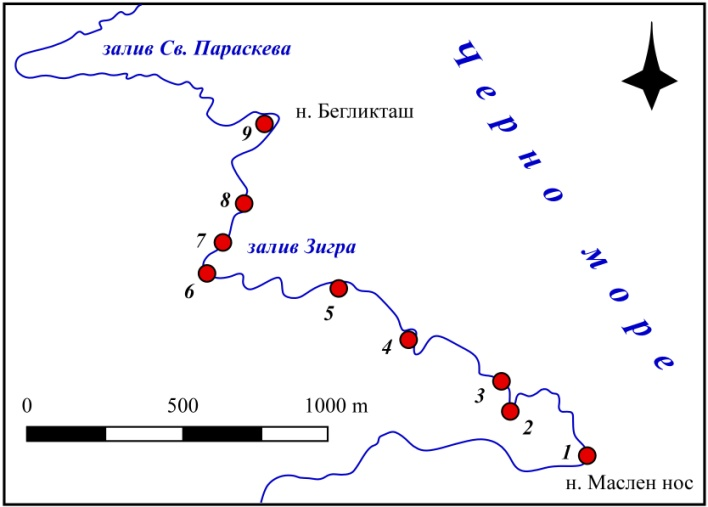 залив Св. Параскева
Черно море
н. Бегликташ
9
8
7
залив Зигра
6
5
4
3
2
0 500 1000 m
1
н. Маслен нос